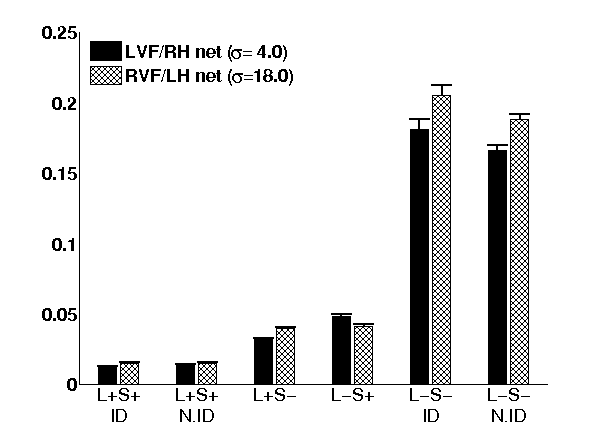 0.25
LVF/RH net (σ= 4.0)
RVF/LH net (σ=18.0)
0.2
0.15
0.1
0.05
0
L+S+ L+S+ L+S− L−S+ L−S− L−S−
ID N.ID ID N.ID